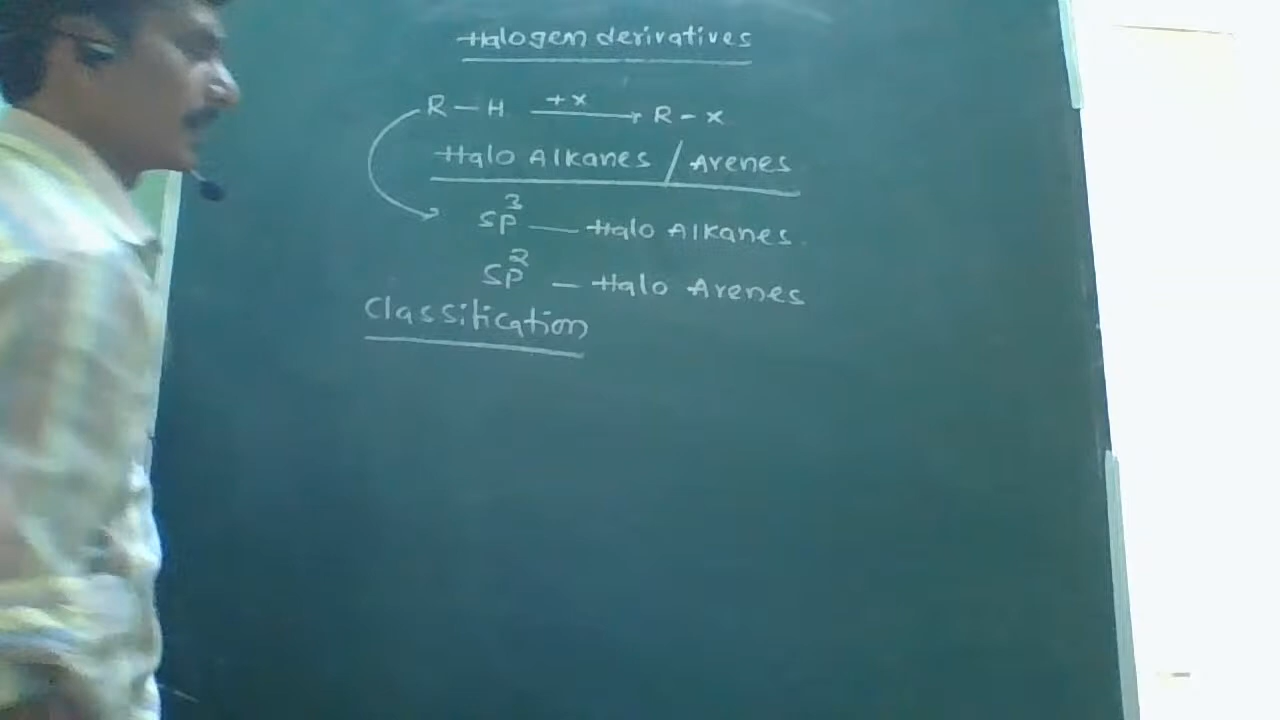 Halogen derivatives
R — H +x → R - x
Halo Alkanes / Arenes
SP³ — Halo Alkanes
SP² — Halo Arenes
Classification